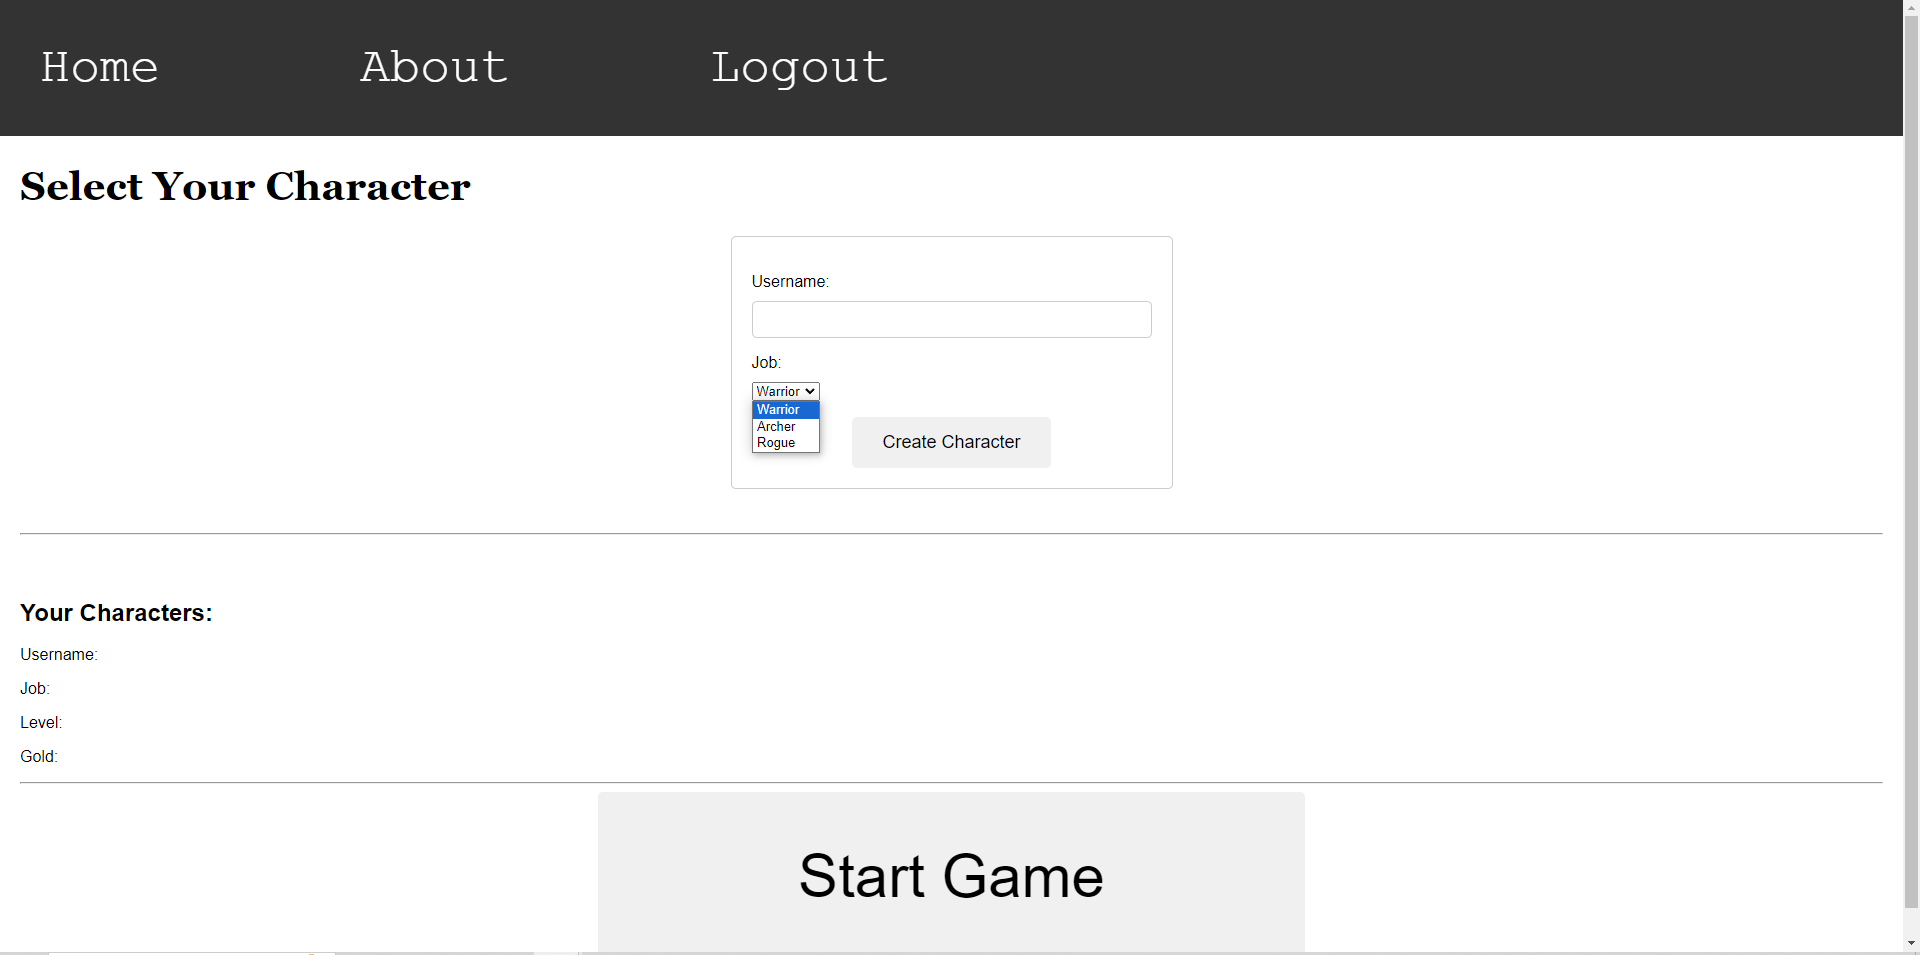 Home About Logout
Select Your Character
Username:
Job:
Warrior
Warrior
Archer
Rogue
Create Character
Your Characters:
Username:
Job:
Level:
Gold:
Start Game